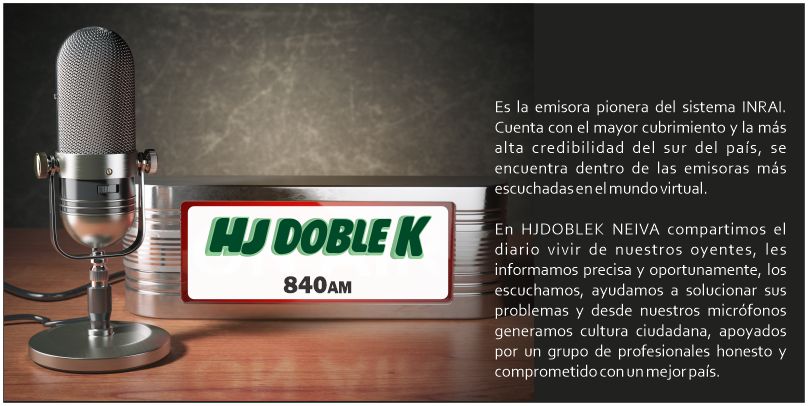 Es la emisora pionera del sistema INRAI.
Cuenta con el mayor cubrimiento y la más
alta credibilidad del sur del país, se
encuentra dentro de las emisoras más
escuchadas en el mundo virtual.
En HJDOBLEK NEIVA compartimos el
diario vivir de nuestros oyentes, les
informamos precisa y oportunamente, los
escuchamos, ayudamos a solucionar sus
problemas y desde nuestros micrófonos
generamos cultura ciudadana, apoyados
por un grupo de profesionales honesto y
comprometido con un mejor país.
HJ DOBLE K
840 AM